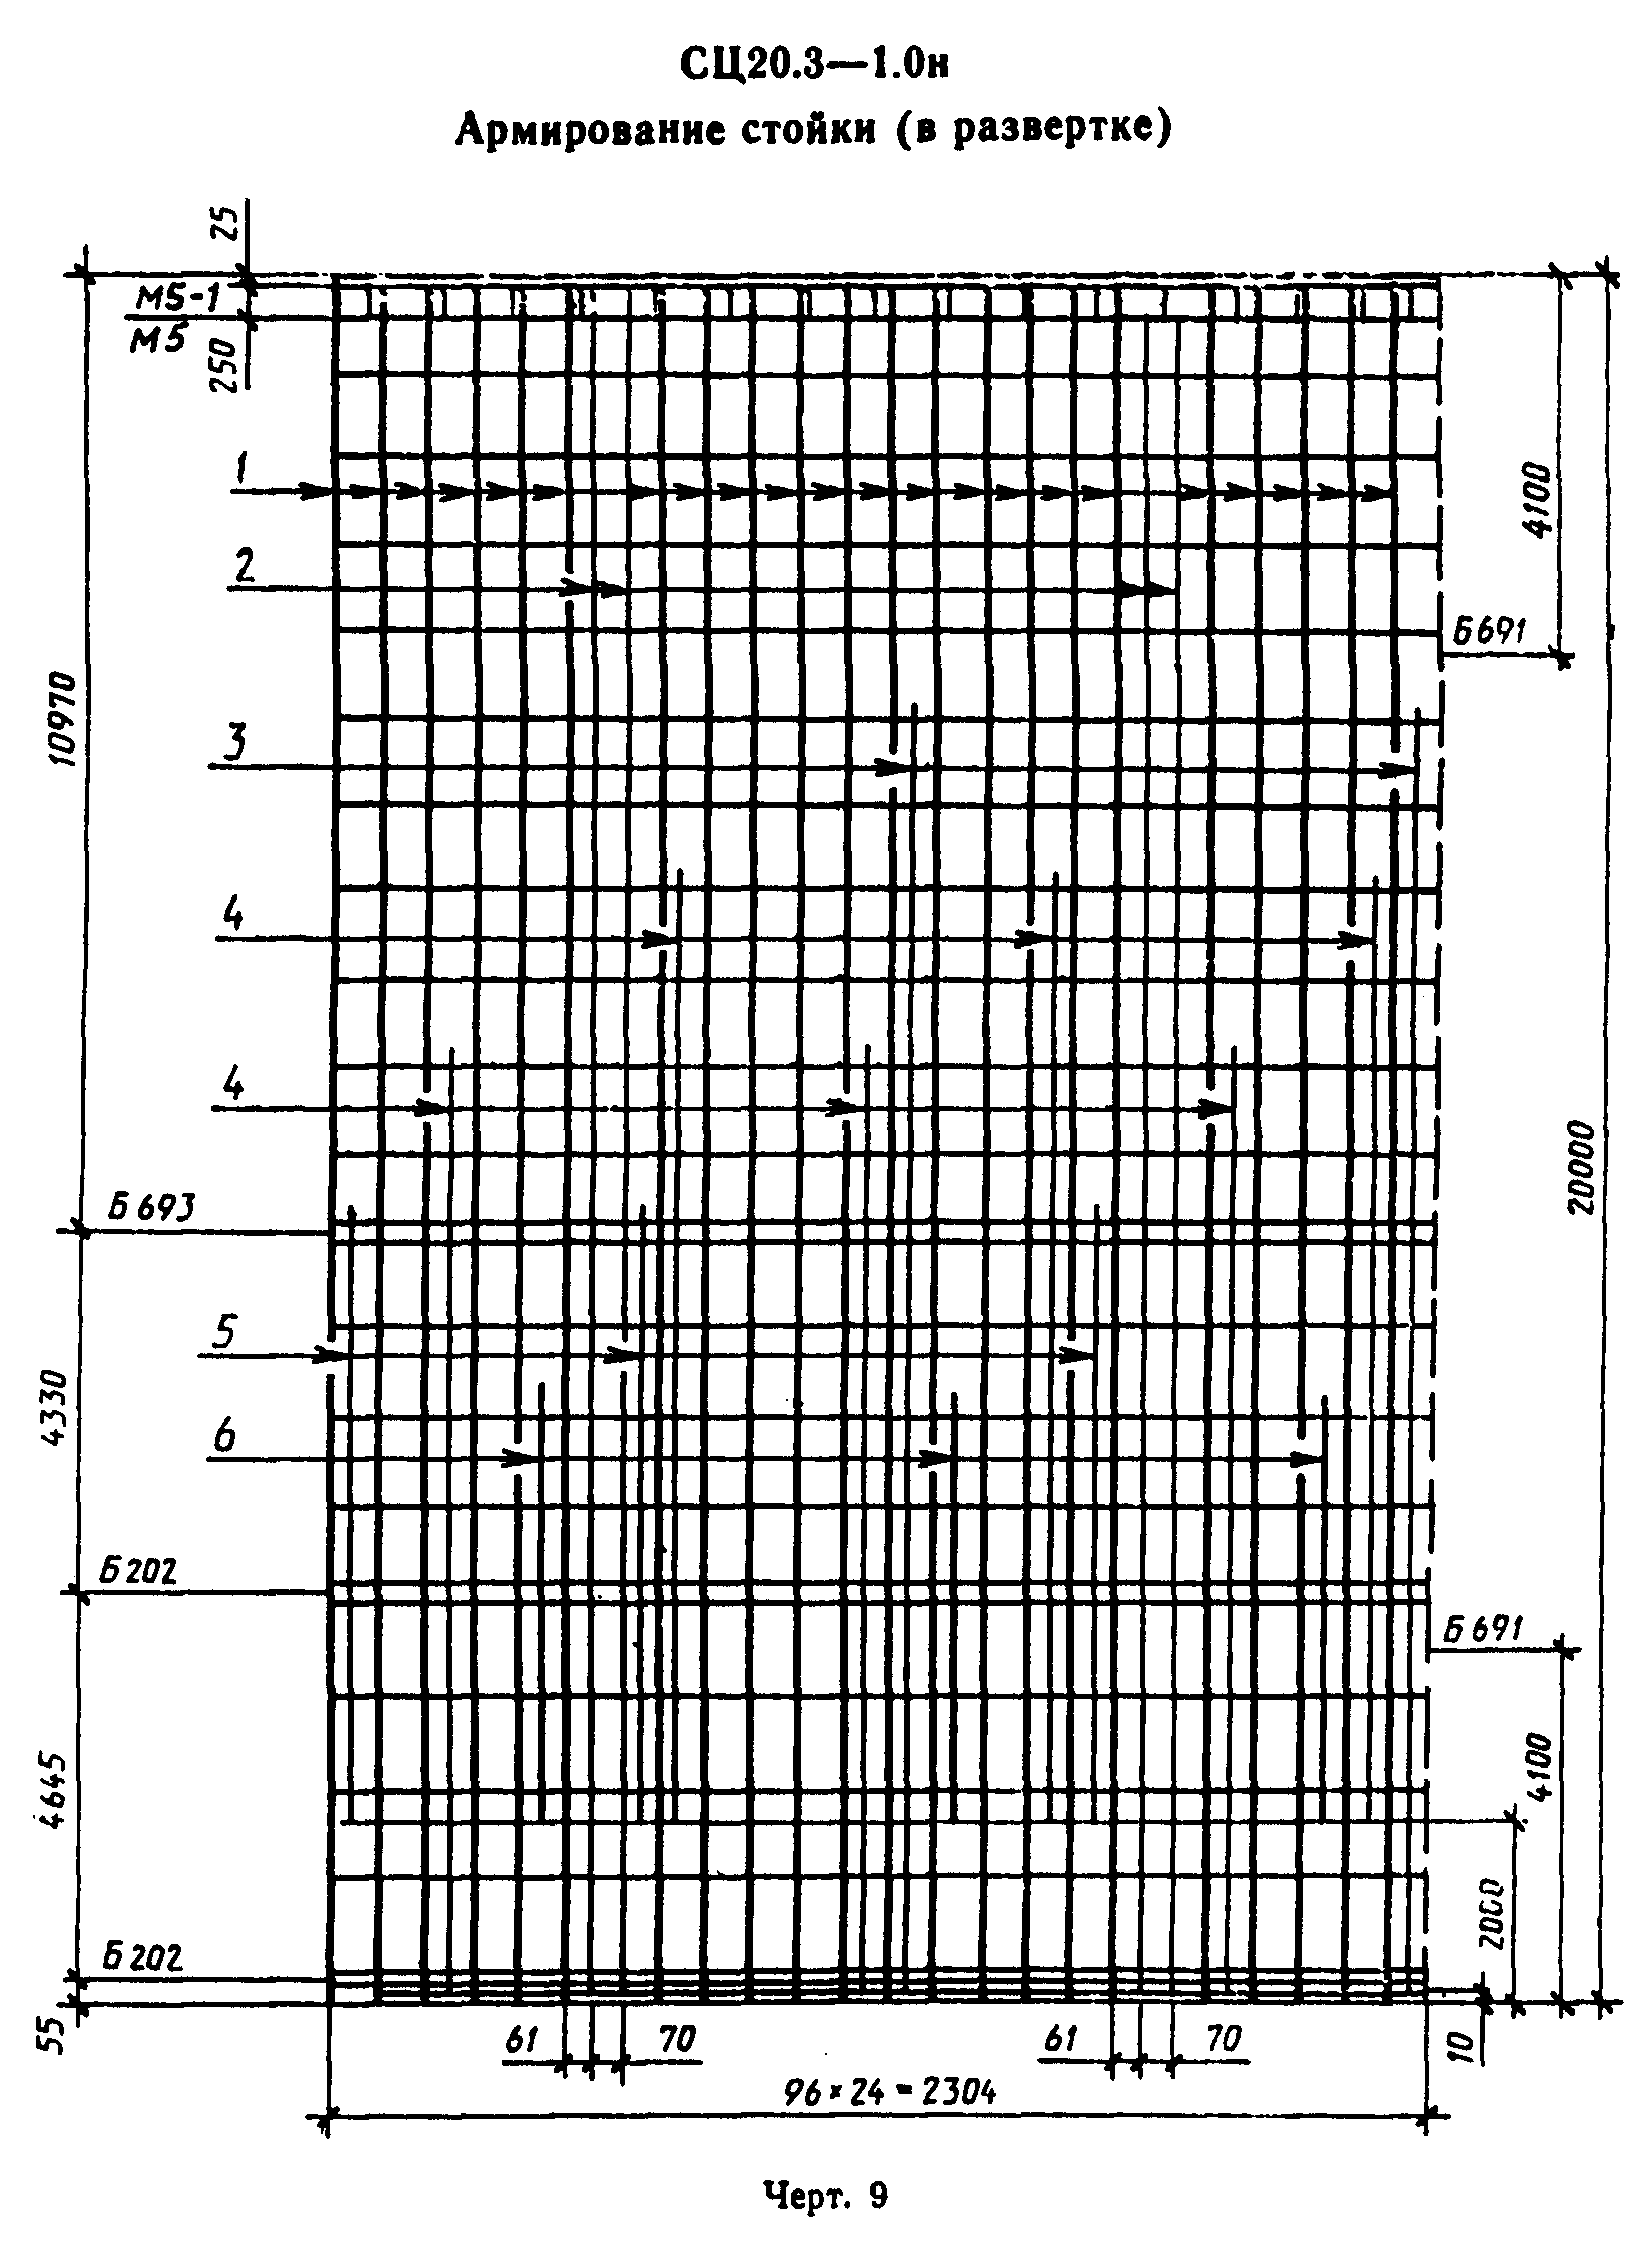 СЦ20.3—1.0н
Армирование стойки (в развертке)
25
М5-1
М5
250
1
4100
2
Б691
10970
3
4
4
20000
Б693
5
4330
6
Б202
Б691
4645
4100
2000
Б202
55
61
70
61
70
10
96×24=2304
Черт. 9